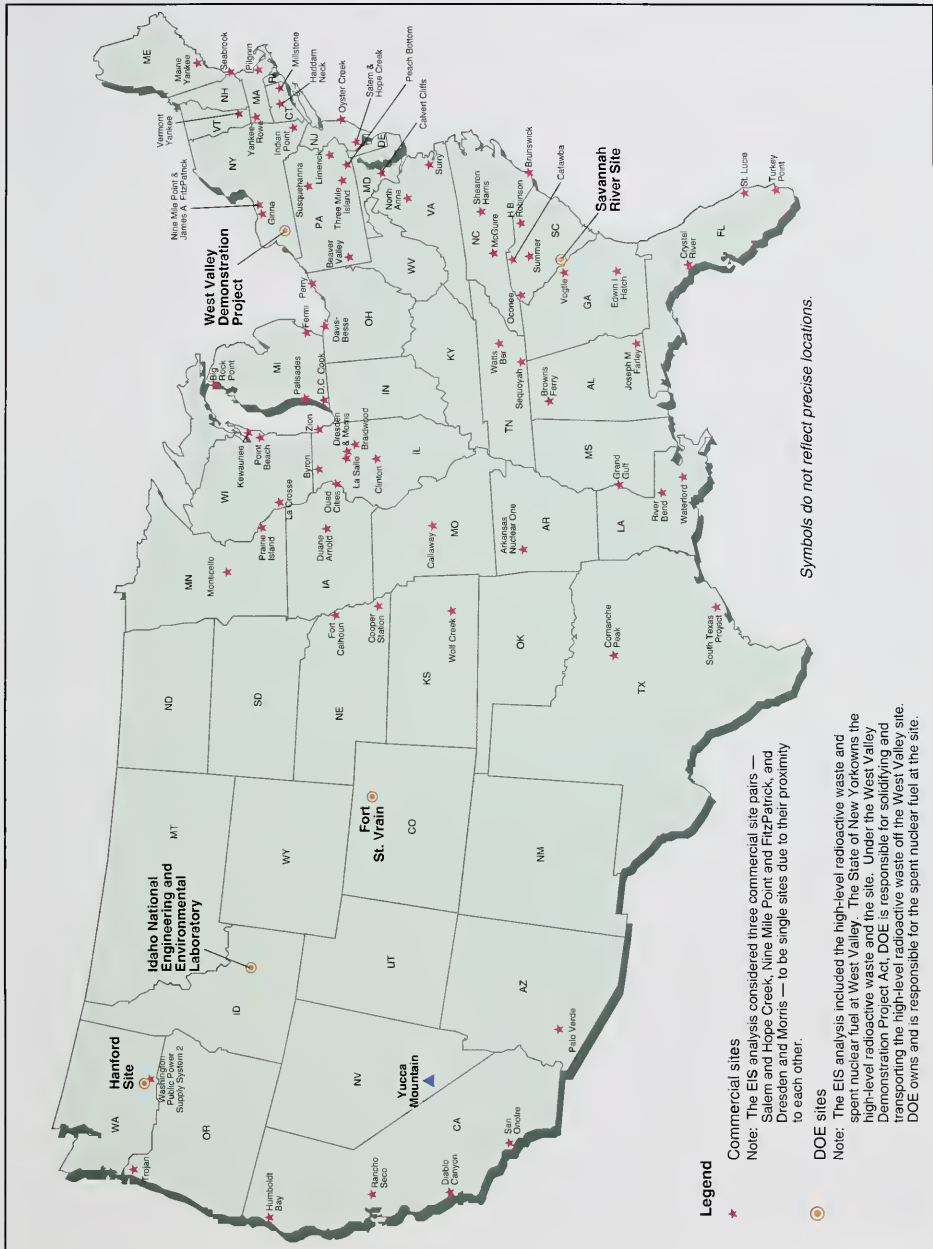 WA
Trojan
Hanford
Site
Washington
Public Power
Supply System 2
OR
Humboldt
Bay
Rancho
Seco
Diablo
Canyon
CA
San
Onofre
NV
Yucca
Mountain
ID
Idaho National
Engineering and
Environmental
Laboratory
MT
WY
UT
AZ
Palo Verde
Fort
St. Vrain
CO
NM
ND
SD
NE
Fort
Calhoun
Cooper
Station
KS
Wolf Creek
OK
TX
Comanche
Peak
South Texas
Project
MN
Monticello
Prairie
Island
IA
Duane
Arnold
MO
Callaway
Arkansas
Nuclear One
AR
LA
River
Bend
Waterford
WI
Kewaunee
Point
Beach
La Crosse
Byron
Quad
Cities
Zion
Dresden
& Morris
La Salle
Braidwood
Clinton
IL
Big
Rock
Point
MI
Palisades
D.C. Cook
Fermi
Davis-
Besse
Perry
OH
IN
KY
TN
Watts
Bar
Sequoyah
Browns
Ferry
MS
Grand
Gulf
AL
Joseph M.
Farley
GA
Vogtle
Edwin I.
Hatch
FL
Crystal
River
St. Lucie
Turkey
Point
West Valley
Demonstration
Project
Nine Mile Point &
James A. FitzPatrick
Ginna
NY
Indian
Point
Vermont
Yankee
VT
NH
ME
Maine
Yankee
Seabrook
Pilgrim
MA
Yankee
Rowe
RI
CT
Millstone
Haddam
Neck
NJ
Oyster Creek
Salem &
Hope Creek
Peach Bottom
Calvert Cliffs
Susquehanna
PA
Limerick
Three Mile
Island
Beaver
Valley
DE
MD
WV
VA
North
Anna
Surry
NC
Shearon
Harris
McGuire
H.B.
Robinson
Brunswick
Catawba
SC
Summer
Oconee
Savannah
River Site
Symbols do not reflect precise locations.
Legend
Commercial sites
Note: The EIS analysis considered three commercial site pairs —
Salem and Hope Creek, Nine Mile Point and FitzPatrick, and
Dresden and Morris — to be single sites due to their proximity
to each other.
DOE sites
Note: The EIS analysis included the high-level radioactive waste and
spent nuclear fuel at West Valley. The State of New Yorkowns the
high-level radioactive waste and the site. Under the West Valley
Demonstration Project Act, DOE is responsible for solidifying and
transporting the high-level radioactive waste off the West Valley site.
DOE owns and is responsible for the spent nuclear fuel at the site.